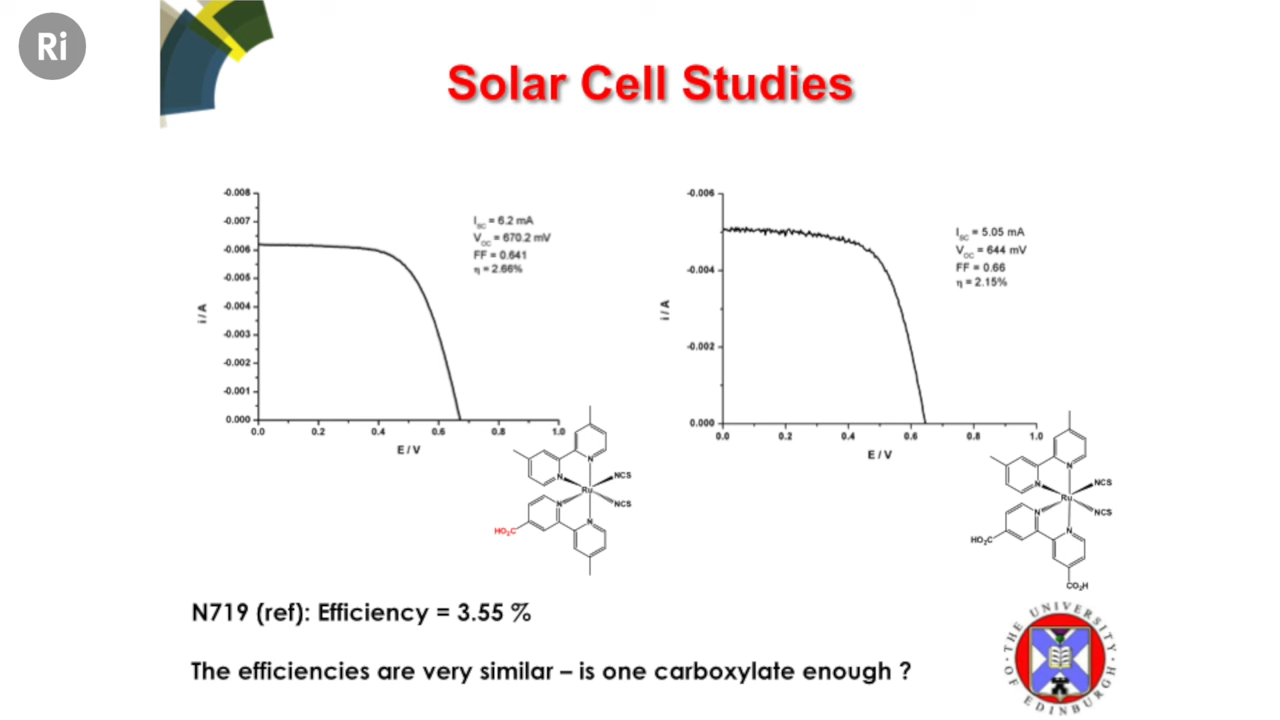 Ri
Solar Cell Studies
-0.008
-0.007
-0.006
-0.005
-0.004
-0.003
-0.002
-0.001
0.000
0.0 0.2 0.4 0.6 0.8 1.0
i / A
E / V
Isc = 6.2 mA
Voc = 670.2 mV
FF = 0.641
η = 2.66%
N N N N
Ru
NCS
NCS
HO2C
-0.006
-0.004
-0.002
0.000
0.0 0.2 0.4 0.6 0.8 1.0
i / A
E / V
Isc = 5.05 mA
Voc = 644 mV
FF = 0.66
η = 2.15%
N N N N
Ru
NCS
NCS
HO2C
CO2H
N719 (ref): Efficiency = 3.55 %
The efficiencies are very similar – is one carboxylate enough ?
THE UNIVERSITY OF EDINBURGH